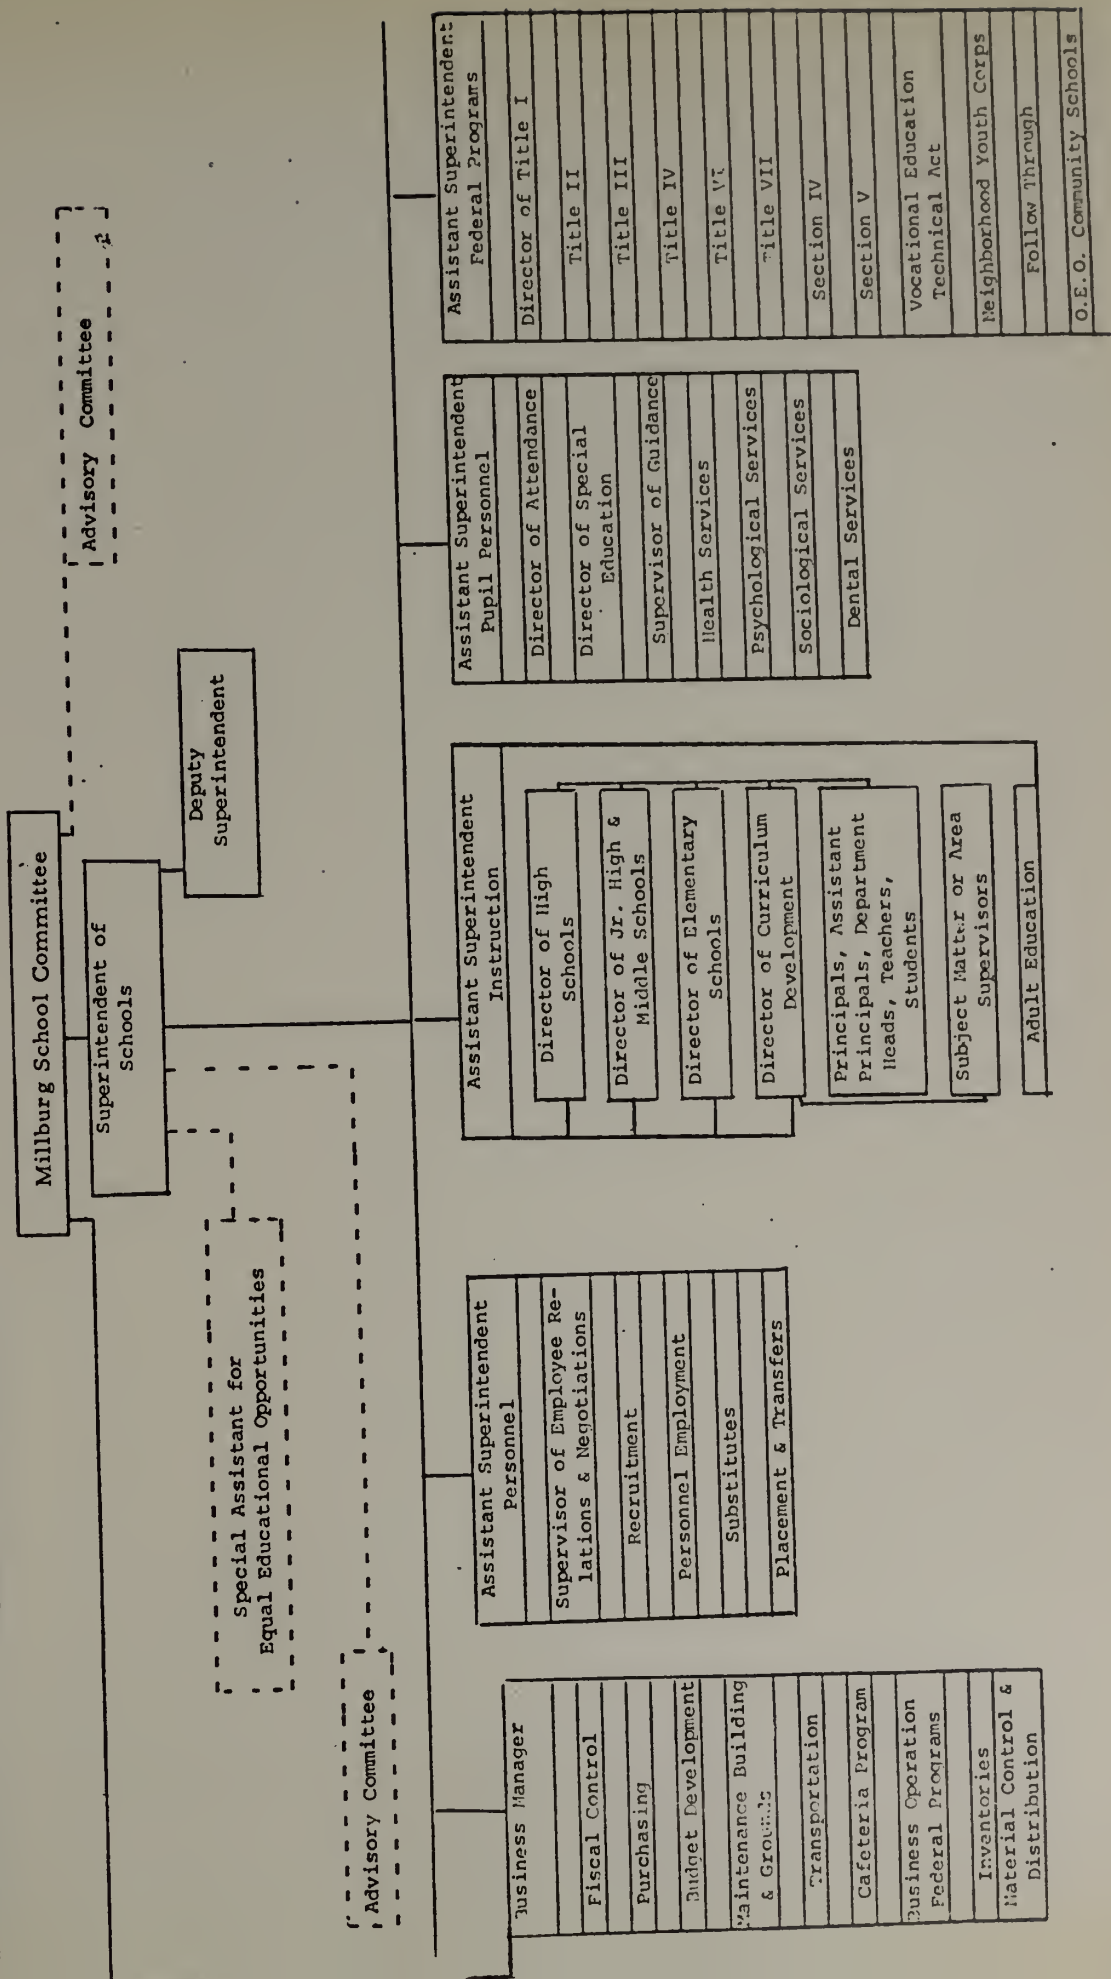 Millburg School Committee
Superintendent of
Schools
Deputy
Superintendent
Advisory Committee
Special Assistant for
Equal Educational Opportunities
Advisory Committee
Business Manager
Fiscal Control
Purchasing
Budget Development
Maintenance Building
& Grounds
Transportation
Cafeteria Program
Business Operation
Federal Programs
Inventories
Material Control &
Distribution
Assistant Superintendent
Personnel
Supervisor of Employee Re-
lations & Negotiations
Recruitment
Personnel Employment
Substitutes
Placement & Transfers
Assistant Superintendent
Instruction
Director of High
Schools
Director of Jr. High &
Middle Schools
Director of Elementary
Schools
Director of Curriculum
Development
Principals, Assistant
Principals, Department
Heads, Teachers,
Students
Subject Matter or Area
Supervisors
Adult Education
Assistant Superintendent
Pupil Personnel
Director of Attendance
Director of Special
Education
Supervisor of Guidance
Health Services
Psychological Services
Sociological Services
Dental Services
Assistant Superintendent
Federal Programs
Director of Title I
Title II
Title III
Title IV
Title VI
Title VII
Section IV
Section V
Vocational Education
Technical Act
Neighborhood Youth Corps
Follow Through
O.E.O. Community Schools